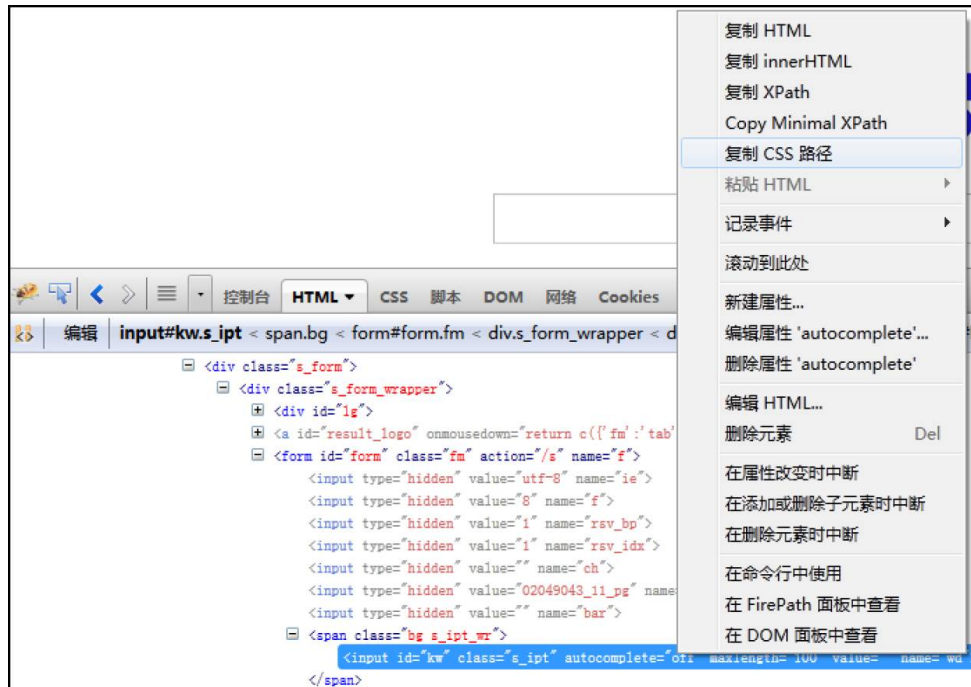 复制 HTML
复制 innerHTML
复制 XPath
Copy Minimal XPath
复制 CSS 路径
粘贴 HTML
记录事件
滚动到此处
新建属性...
编辑属性 'autocomplete'...
删除属性 'autocomplete'
编辑 HTML...
删除元素 Del
在属性改变时中断
在添加或删除子元素时中断
在删除元素时中断
在命令行中使用
在 FirePath 面板中查看
在 DOM 面板中查看
控制台 HTML CSS 脚本 DOM 网络 Cookies
编辑 input#kw.s_ipt < span.bg < form#form.fm < div.s_form_wrapper < d
<div class="s_form">
<div class="s_form_wrapper">
<div id="lg">
<a id="result_logo" onmousedown="return c({'fm':'tab'
<form id="form" class="fm" action="/s" name="f">
<input type="hidden" value="utf-8" name="ie">
<input type="hidden" value="8" name="f">
<input type="hidden" value="1" name="rsv_bp">
<input type="hidden" value="1" name="rsv_idx">
<input type="hidden" value="" name="ch">
<input type="hidden" value="02049043_11_pg" name
<input type="hidden" value="" name="bar">
<span class="bg s_ipt_wr">
<input id="kw" class="s_ipt" autocomplete="off" maxlength="100" value="" name="wd
</span>